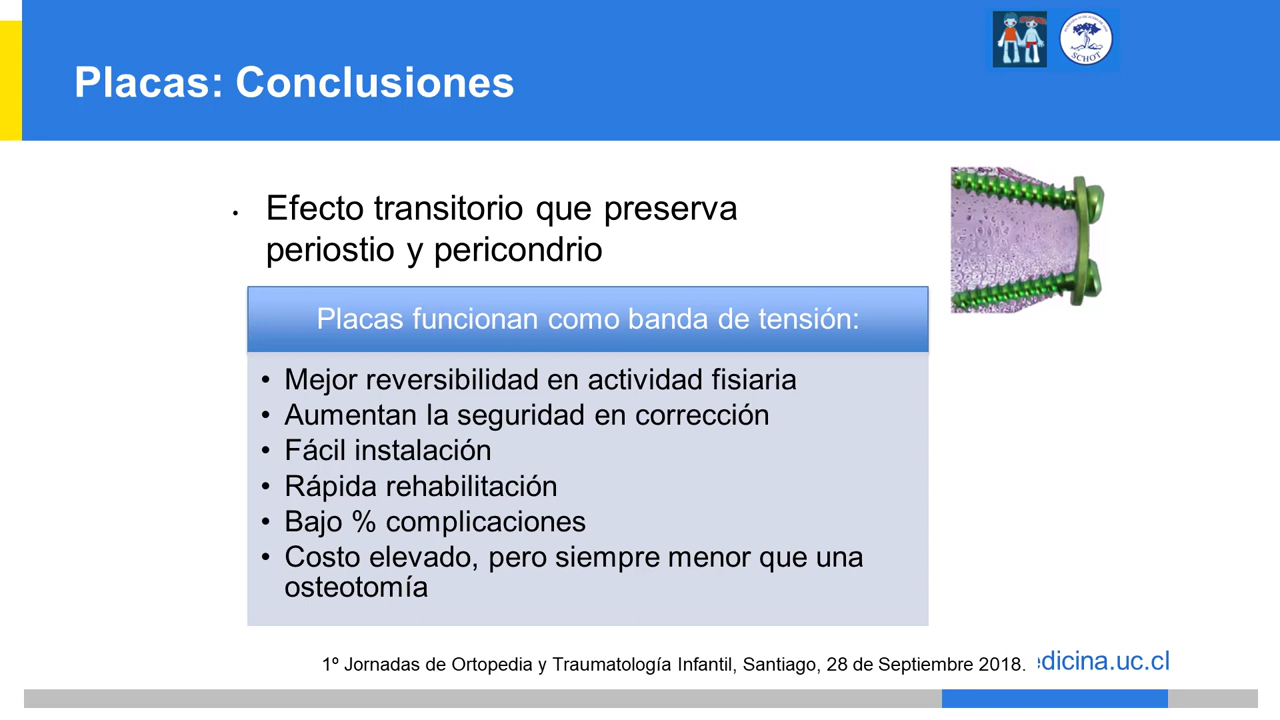 Placas: Conclusiones
SCHOT
• Efecto transitorio que preserva
periostio y pericondrio
Placas funcionan como banda de tensión:
• Mejor reversibilidad en actividad fisiaria
• Aumentan la seguridad en corrección
• Fácil instalación
• Rápida rehabilitación
• Bajo % complicaciones
• Costo elevado, pero siempre menor que una
osteotomía
1º Jornadas de Ortopedia y Traumatología Infantil, Santiago, 28 de Septiembre 2018.
edicina.uc.cl